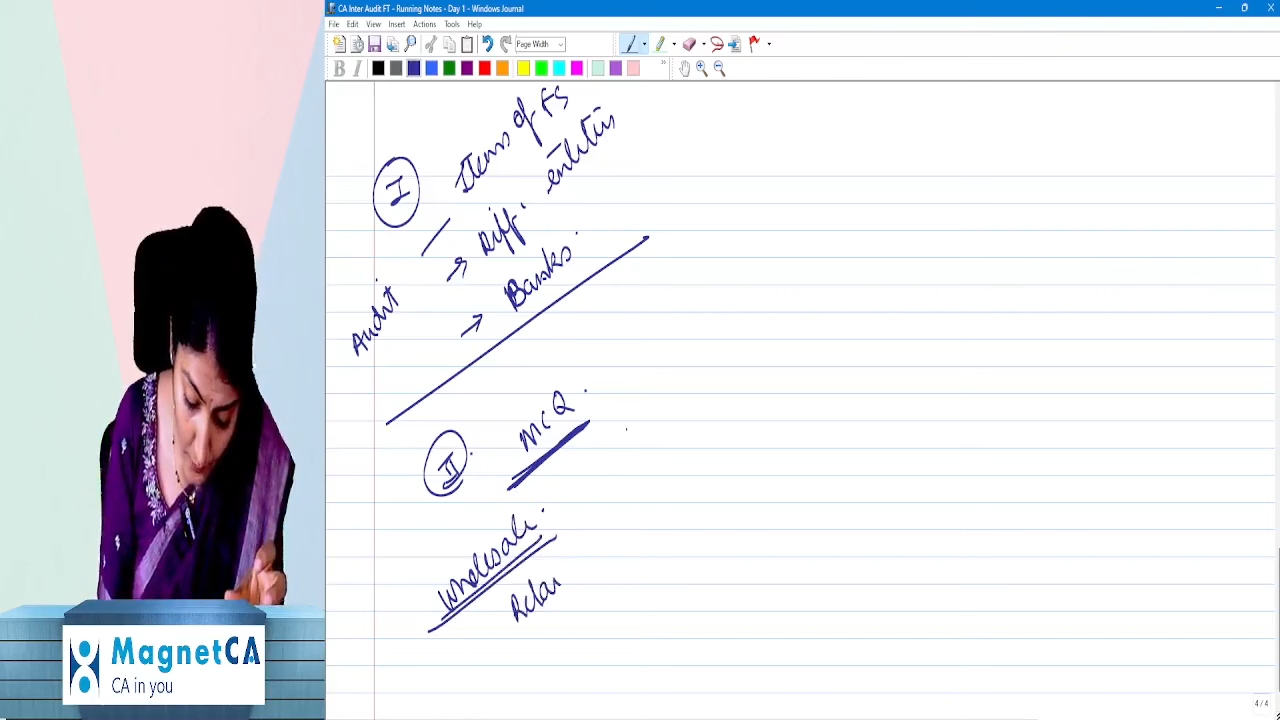 CA Inter Audit FT - Running Notes - Day 1 - Windows Journal
File Edit View Insert Actions Tools Help
Page Width
B I
I
Items of FS
Audit
→ Diff. entities
→ Banks.
II. MCQ.
Wholesale.
Retai
MagnetCA
CA in you
4 / 4